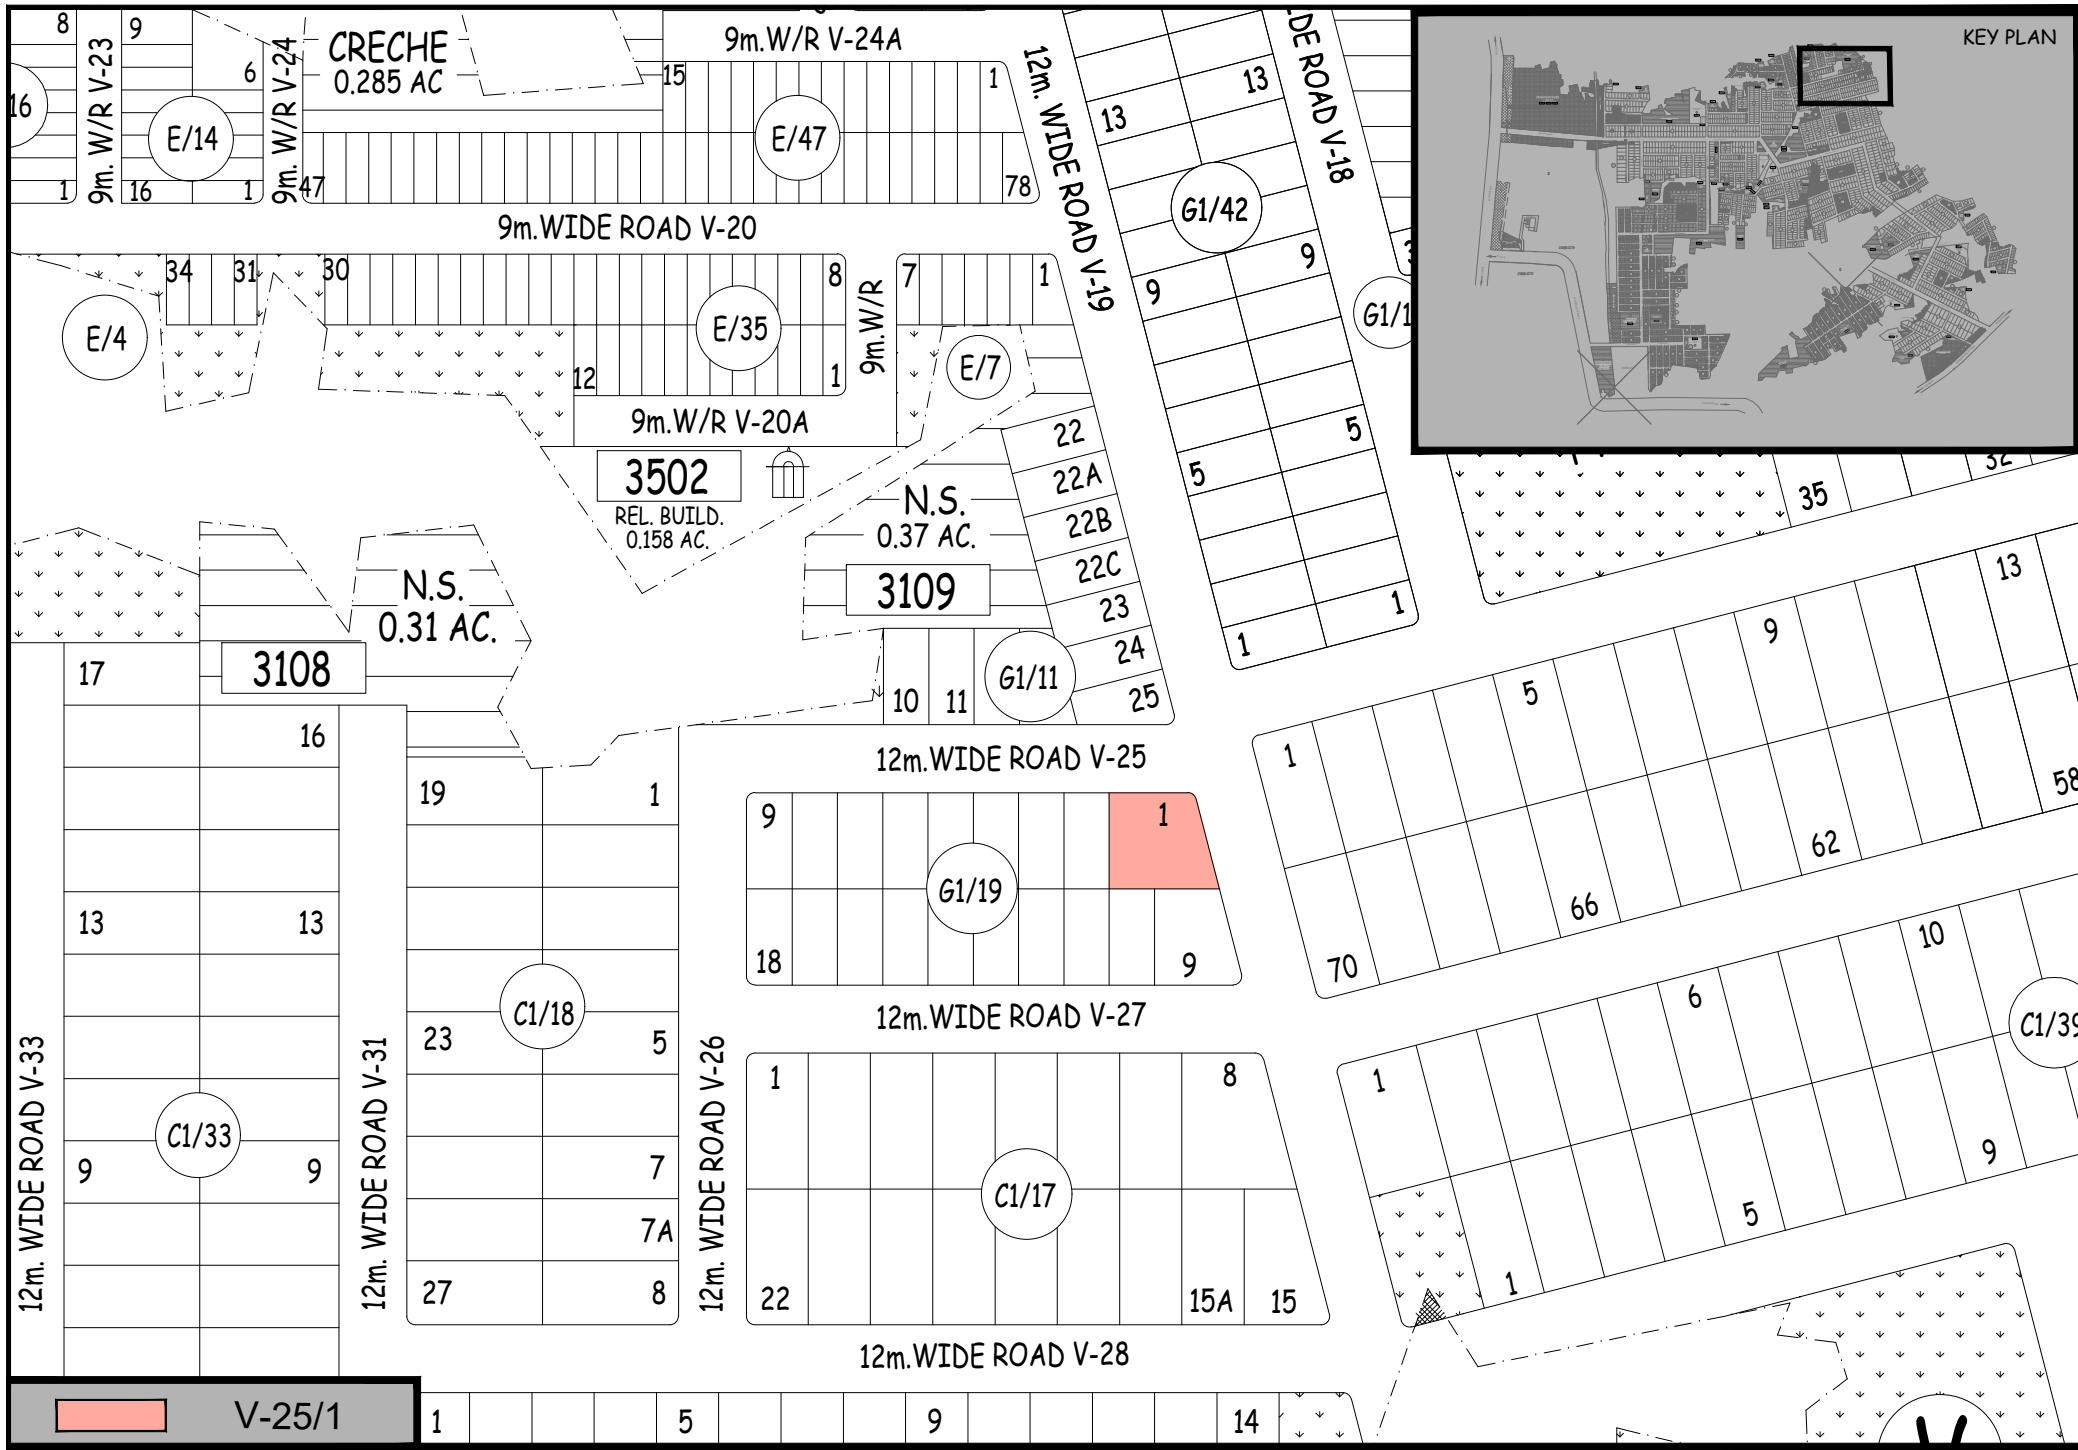 8
9
CRECHE
0.285 AC
9m.W/R V-24A
KEY PLAN
6
15
1
13
16
9m. W/R V-23
E/14
9m. W/R V-24
E/47
12m. WIDE ROAD V-19
13
DE ROAD V-18
1
16
1
47
78
G1/42
9m.WIDE ROAD V-20
34
31
30
8
7
1
9
9
E/4
E/35
9m.W/R
G1/1
E/7
12
1
9m.W/R V-20A
22
5
3502
REL. BUILD.
0.158 AC.
N.S.
0.37 AC.
22A
5
32
35
22B
N.S.
0.31 AC.
3109
22C
13
23
1
9
17
3108
24
1
G1/11
10
11
25
5
16
12m.WIDE ROAD V-25
1
19
1
9
1
58
62
G1/19
66
13
13
18
9
70
10
C1/18
6
12m.WIDE ROAD V-27
C1/39
23
5
12m. WIDE ROAD V-33
12m. WIDE ROAD V-31
12m. WIDE ROAD V-26
1
8
1
C1/33
9
9
7
C1/17
9
7A
5
27
8
22
15A
15
1
12m.WIDE ROAD V-28
V-25/1
1
5
9
14
V